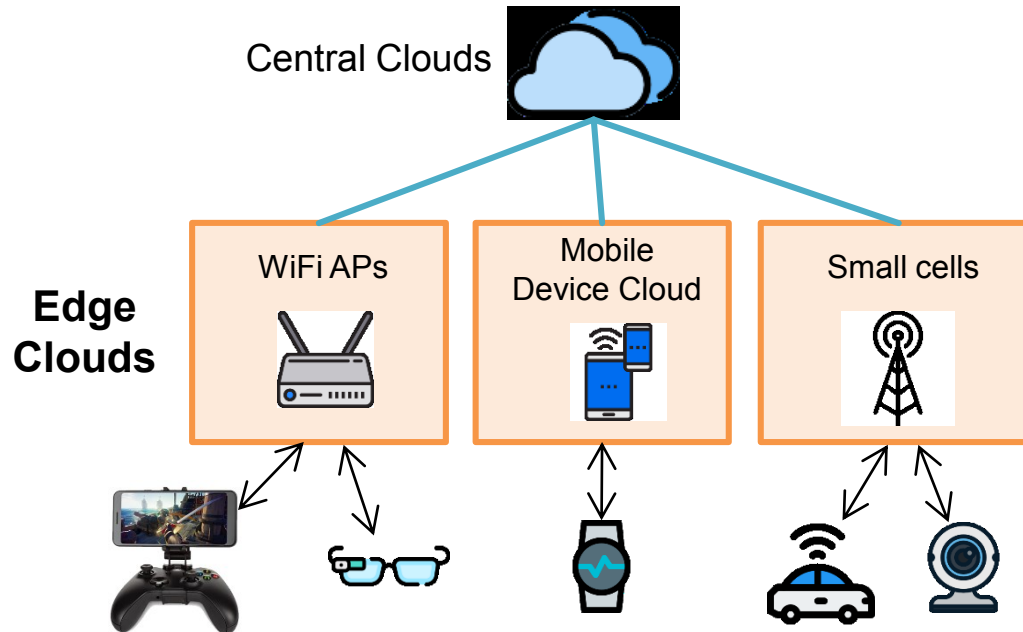 Central Clouds
Edge
Clouds
WiFi APs
Mobile
Device Cloud
Small cells